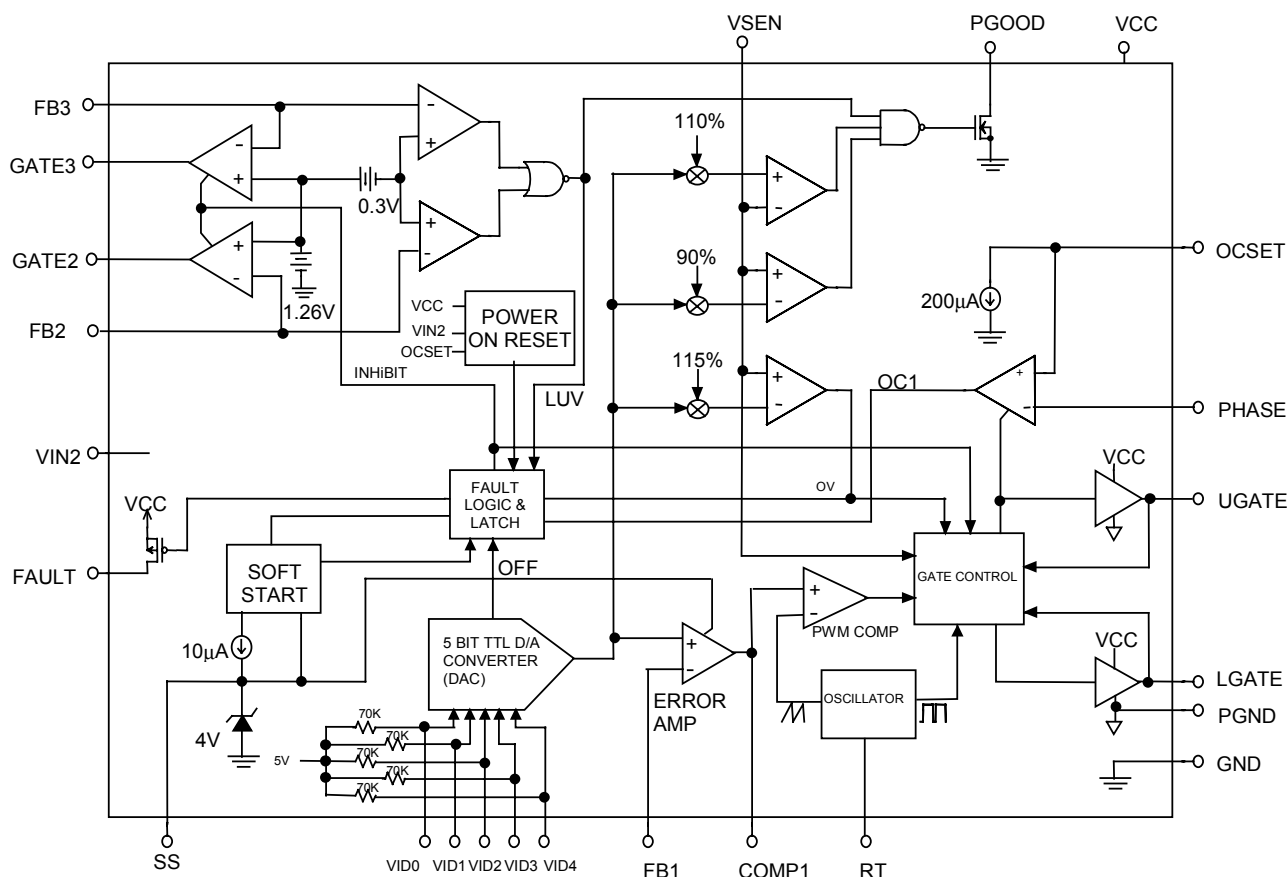 VSEN
PGOOD
VCC
FB3
GATE3
GATE2
FB2
VIN2
FAULT
-
+
-
+
+
-
-
+
+
-
0.3V
1.26V
110%
90%
115%
+
-
+
-
+
-
VCC
VIN2
OCSET
POWER
ON RESET
INHiBIT
LUV
OCSET
200µA
OC1
+
-
PHASE
VCC
UGATE
VCC
FAULT
LOGIC &
LATCH
OV
GATE CONTROL
SOFT
START
OFF
10µA
5 BIT TTL D/A
CONVERTER
(DAC)
+
-
ERROR
AMP
+
-
PWM COMP
OSCILLATOR
VCC
LGATE
PGND
GND
4V
5V
70K
70K
70K
70K
70K
SS
VID0
VID1
VID2
VID3
VID4
FB1
COMP1
RT